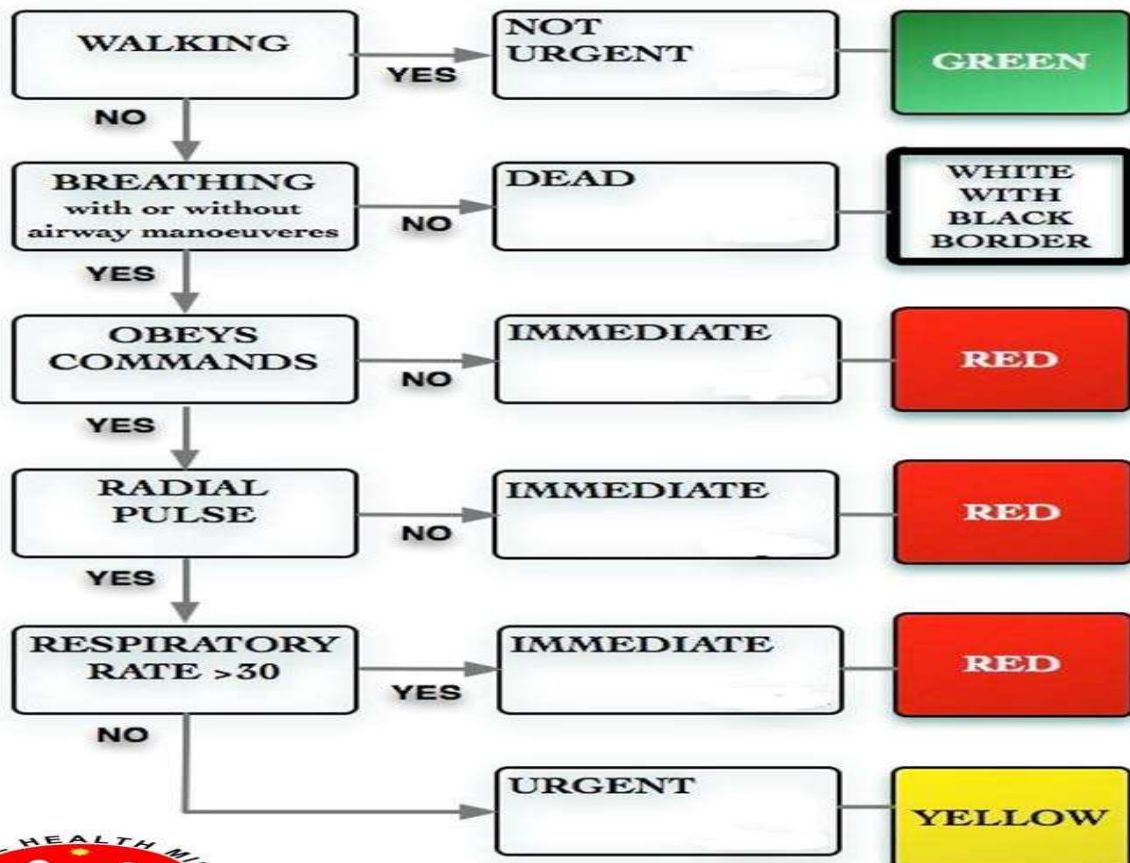 WALKING
YES
NOT
URGENT
GREEN
NO
BREATHING
with or without
airway manoeuveres
NO
DEAD
WHITE
WITH
BLACK
BORDER
YES
OBEYS
COMMANDS
NO
IMMEDIATE
RED
YES
RADIAL
PULSE
NO
IMMEDIATE
RED
YES
RESPIRATORY
RATE >30
YES
IMMEDIATE
RED
NO
URGENT
YELLOW
HEALTH